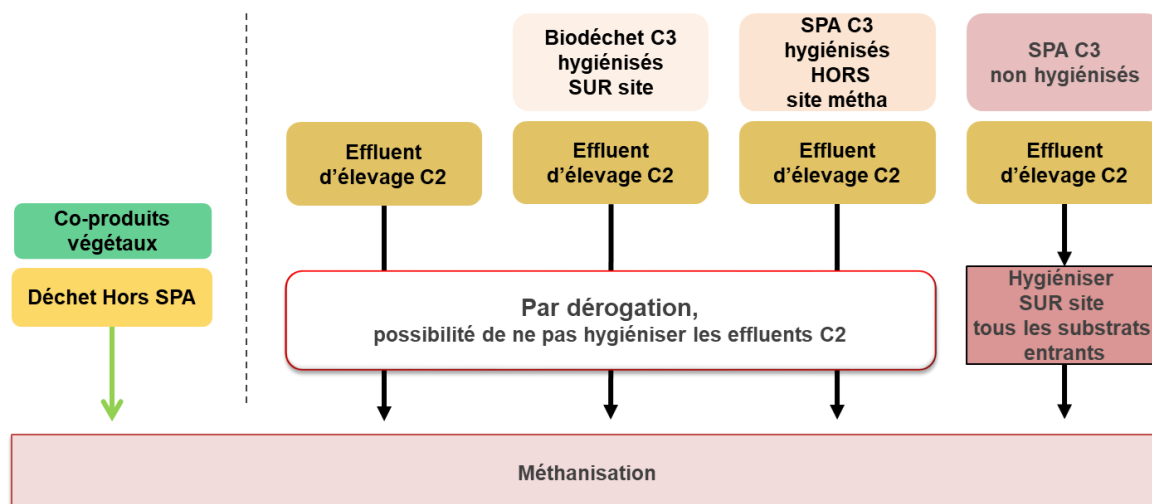 Biodéchet C3
hygiénisés
SUR site
SPA C3
hygiénisés
HORS
site métha
SPA C3
non hygiénisés
Effluent
d'élevage C2
Effluent
d'élevage C2
Effluent
d'élevage C2
Effluent
d'élevage C2
Co-produits
végétaux
Déchet Hors SPA
Par dérogation,
possibilité de ne pas hygiéniser les effluents C2
Hygiéniser
SUR site
tous les substrats
entrants
Méthanisation